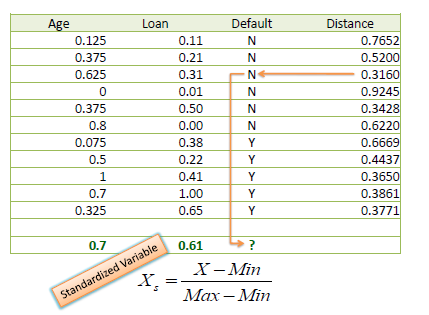 Age Loan Default Distance
0.125 0.11 N 0.7652
0.375 0.21 N 0.5200
0.625 0.31 N 0.3160
0 0.01 N 0.9245
0.375 0.50 N 0.3428
0.8 0.00 N 0.6220
0.075 0.38 Y 0.6669
0.5 0.22 Y 0.4437
1 0.41 Y 0.3650
0.7 1.00 Y 0.3861
0.325 0.65 Y 0.3771
0.7 0.61 ?
Standardized Variable
X - Min
Xs =
Max - Min